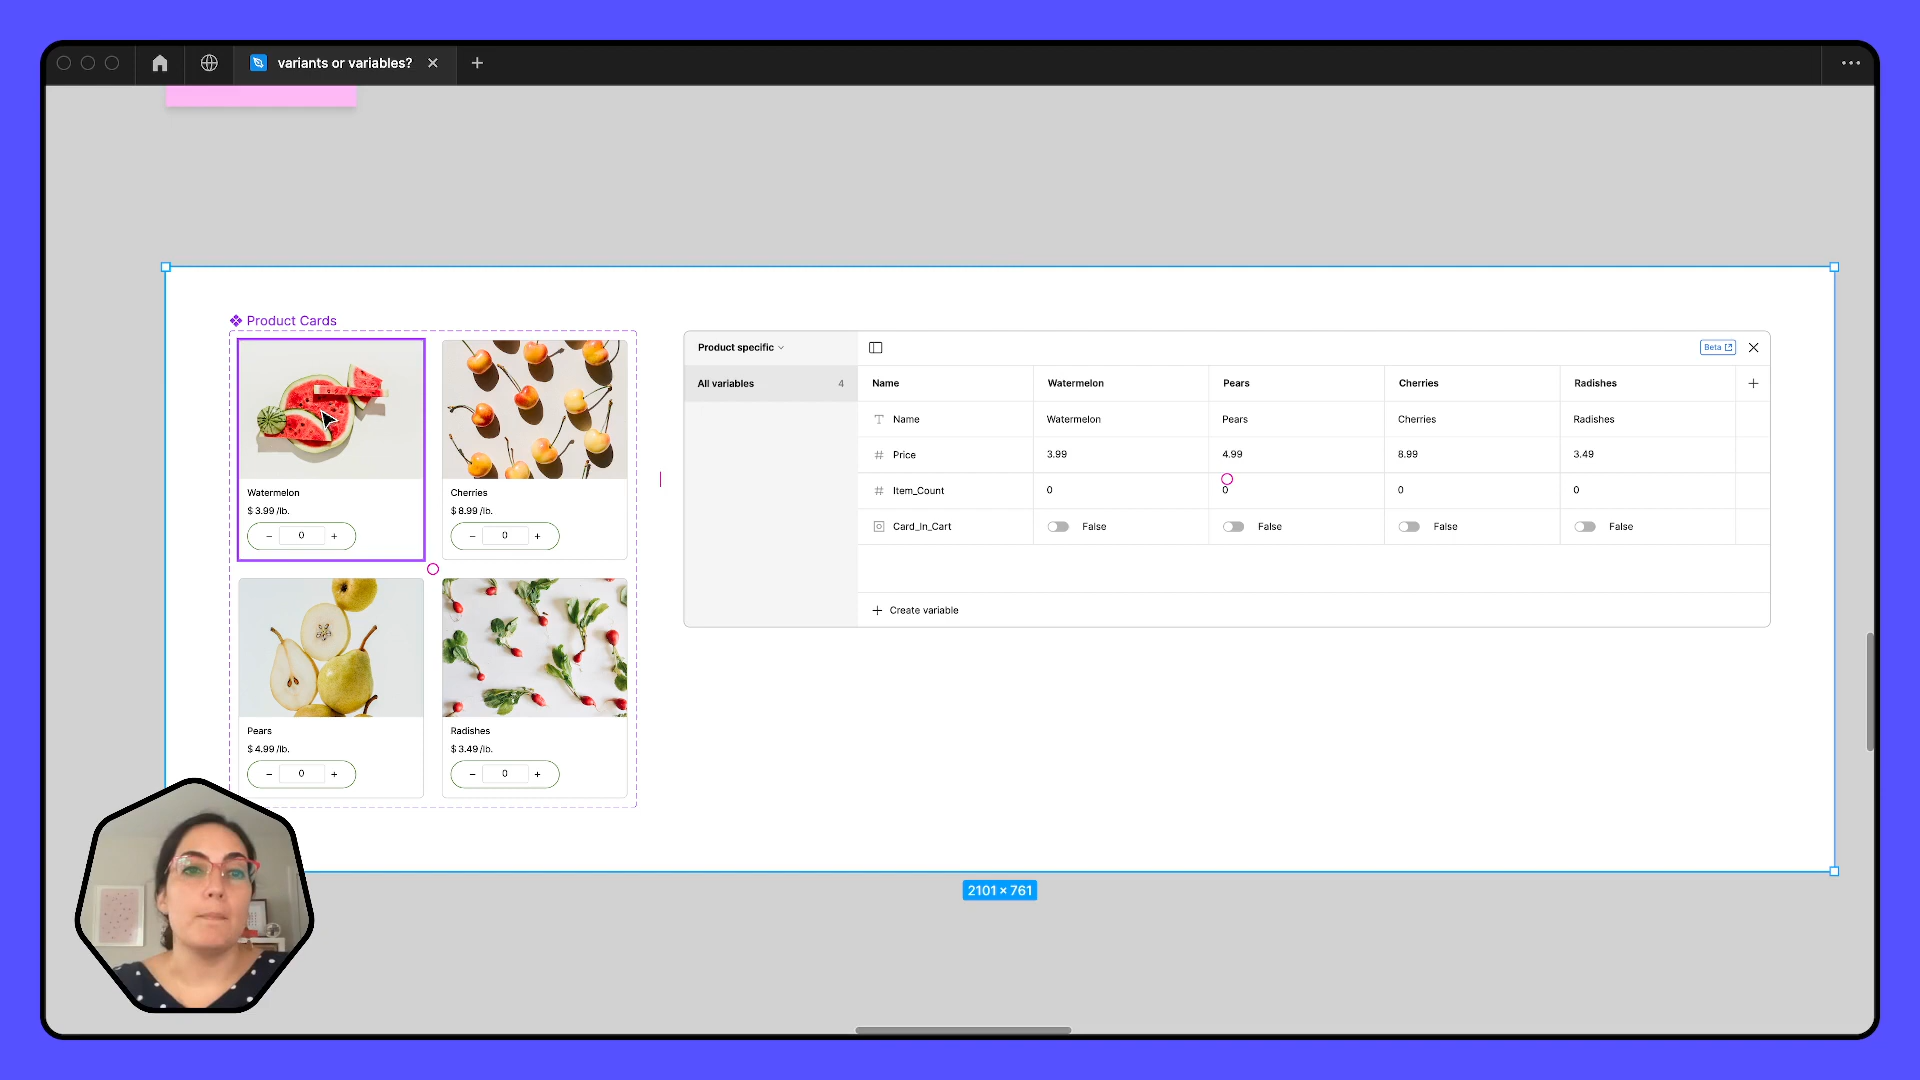 variants or variables?
Product Cards
Watermelon
$ 3.99 /lb.
− 0 +
Cherries
$ 8.99 /lb.
− 0 +
Pears
$ 4.99 /lb.
− 0 +
Radishes
$ 3.49 /lb.
− 0 +
Product specific
Beta
All variables 4
Name Watermelon Pears Cherries Radishes +
Name Watermelon Pears Cherries Radishes
# Price 3.99 4.99 8.99 3.49
# Item_Count 0 0 0 0
Card_In_Cart False False False False
+ Create variable
2101 × 761